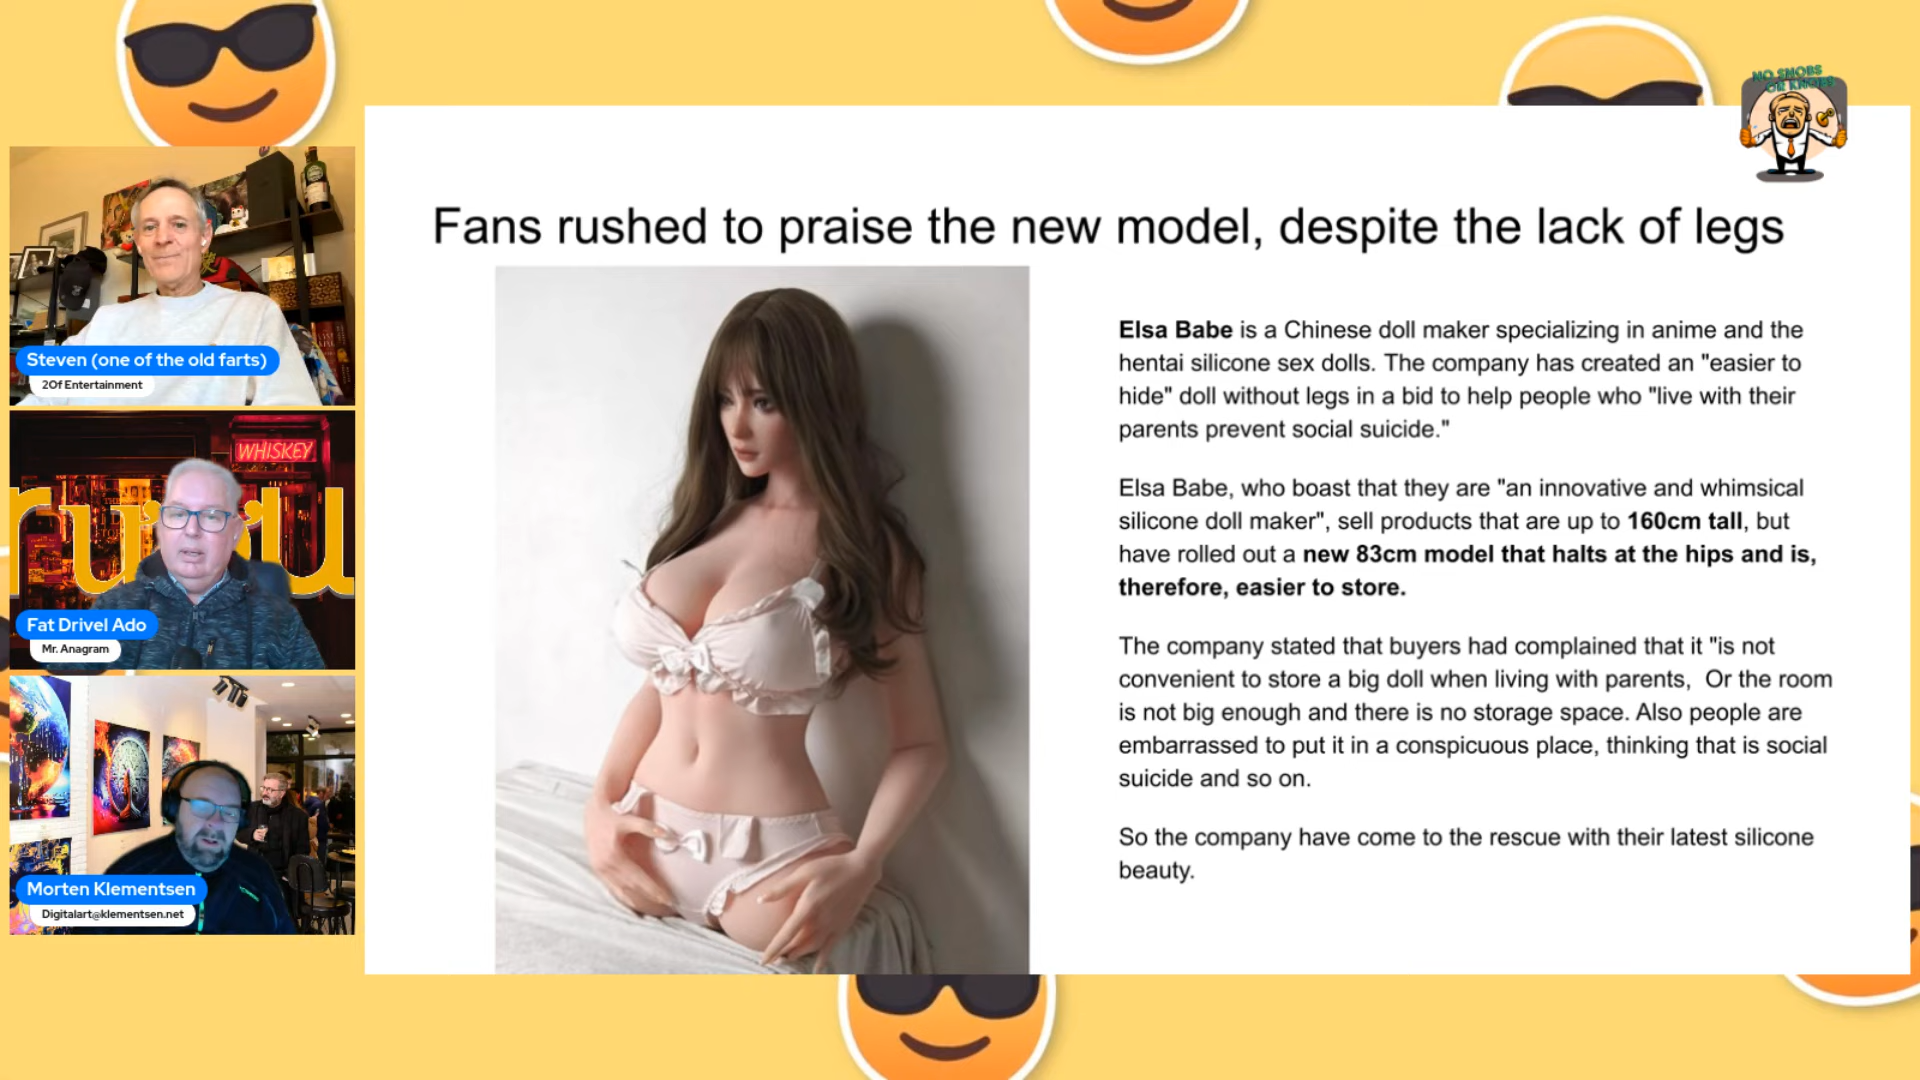 NO SNOBS
OR KNOBS
Fans rushed to praise the new model, despite the lack of legs
Elsa Babe is a Chinese doll maker specializing in anime and the
hentai silicone sex dolls. The company has created an "easier to
hide" doll without legs in a bid to help people who "live with their
parents prevent social suicide."
Elsa Babe, who boast that they are "an innovative and whimsical
silicone doll maker", sell products that are up to 160cm tall, but
have rolled out a new 83cm model that halts at the hips and is,
therefore, easier to store.
The company stated that buyers had complained that it "is not
convenient to store a big doll when living with parents,  Or the room
is not big enough and there is no storage space. Also people are
embarrassed to put it in a conspicuous place, thinking that is social
suicide and so on.
So the company have come to the rescue with their latest silicone
beauty.
Steven (one of the old farts)
2Of Entertainment
WHISKEY
Fat Drivel Ado
Mr. Anagram
Morten Klementsen
Digitalart@klementsen.net